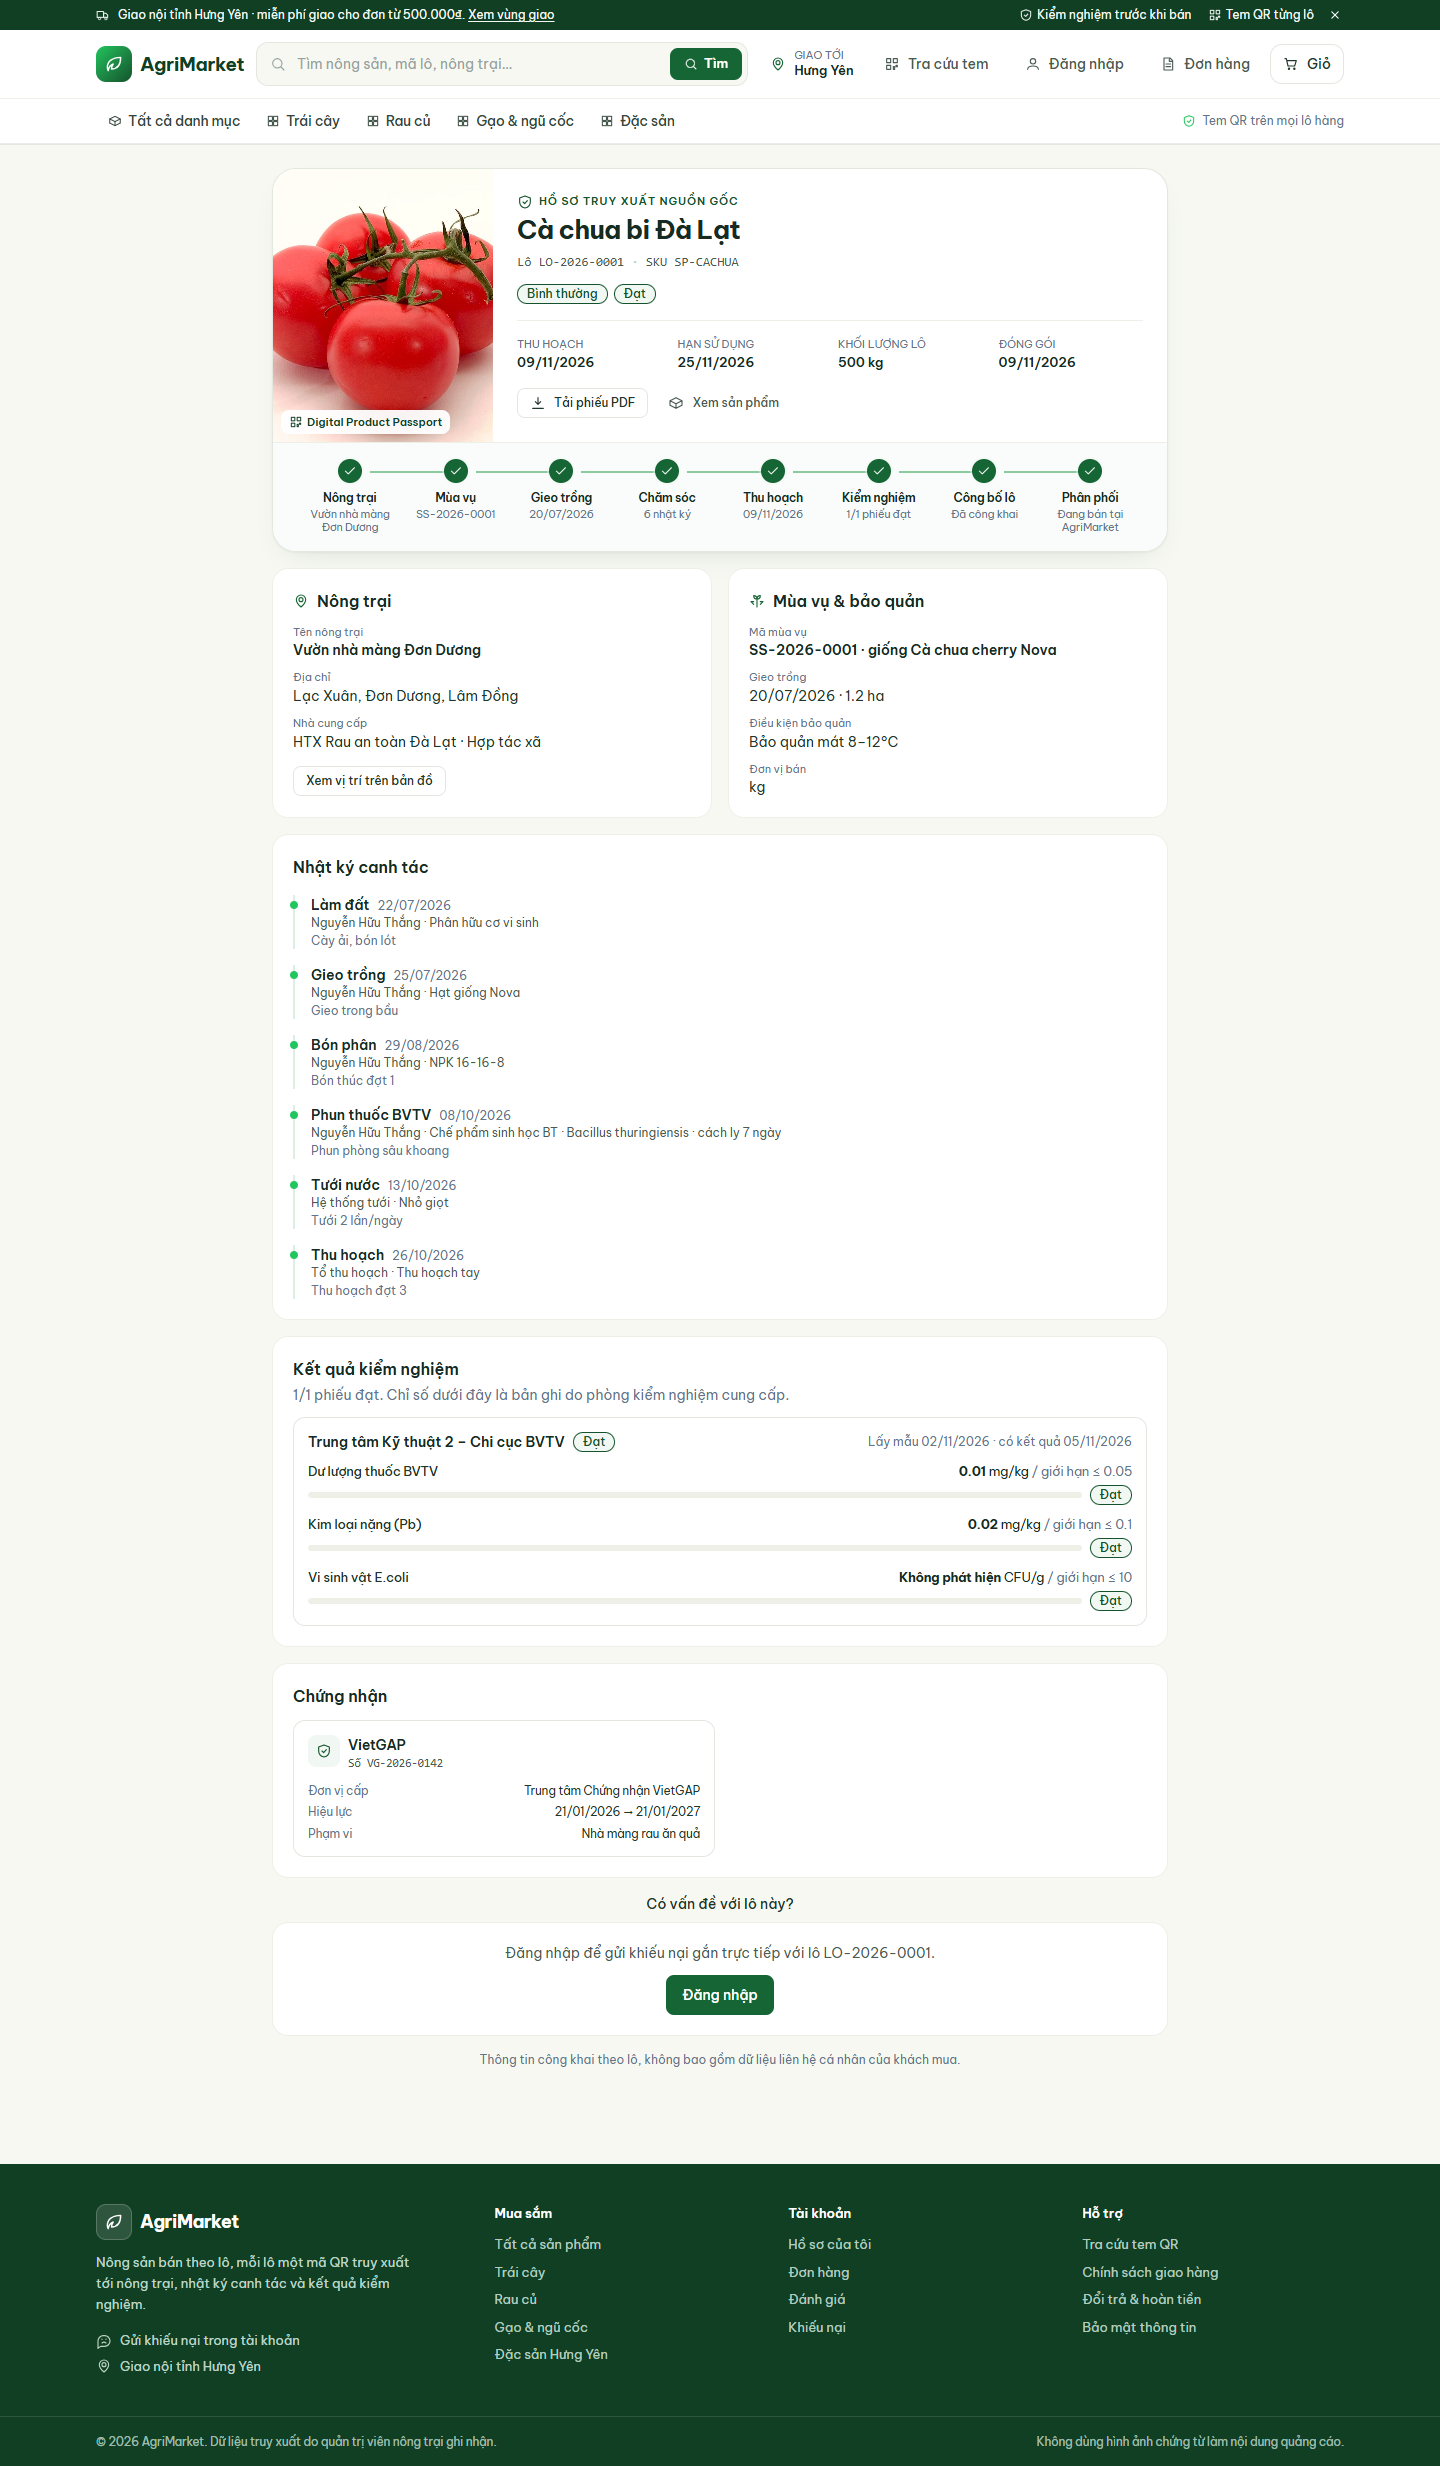 Giao nội tỉnh Hưng Yên · miễn phí giao cho đơn từ 500.000₫. Xem vùng giao
Kiểm nghiệm trước khi bán
Tem QR từng lô
AgriMarket
Tìm nông sản, mã lô, nông trại...
Tìm
GIAO TỚI
Hưng Yên
Tra cứu tem
Đăng nhập
Đơn hàng
Giỏ
Tất cả danh mục
Trái cây
Rau củ
Gạo & ngũ cốc
Đặc sản
Tem QR trên mọi lô hàng
HỒ SƠ TRUY XUẤT NGUỒN GỐC
Cà chua bi Đà Lạt
Lô LO-2026-0001 · SKU SP-CACHUA
Bình thường
Đạt
THU HOẠCH
09/11/2026
HẠN SỬ DỤNG
25/11/2026
KHỐI LƯỢNG LÔ
500 kg
ĐÓNG GÓI
09/11/2026
Tải phiếu PDF
Xem sản phẩm
Digital Product Passport
Nông trại
Vườn nhà màng
Đơn Dương
Mùa vụ
SS-2026-0001
Gieo trồng
20/07/2026
Chăm sóc
6 nhật ký
Thu hoạch
09/11/2026
Kiểm nghiệm
1/1 phiếu đạt
Công bố lô
Đã công khai
Phân phối
Đang bán tại
AgriMarket
Nông trại
Tên nông trại
Vườn nhà màng Đơn Dương
Địa chỉ
Lạc Xuân, Đơn Dương, Lâm Đồng
Nhà cung cấp
HTX Rau an toàn Đà Lạt · Hợp tác xã
Xem vị trí trên bản đồ
Mùa vụ & bảo quản
Mã mùa vụ
SS-2026-0001 · giống Cà chua cherry Nova
Gieo trồng
20/07/2026 · 1.2 ha
Điều kiện bảo quản
Bảo quản mát 8–12°C
Đơn vị bán
kg
Nhật ký canh tác
Làm đất 22/07/2026
Nguyễn Hữu Thắng · Phân hữu cơ vi sinh
Cày ải, bón lót
Gieo trồng 25/07/2026
Nguyễn Hữu Thắng · Hạt giống Nova
Gieo trong bầu
Bón phân 29/08/2026
Nguyễn Hữu Thắng · NPK 16-16-8
Bón thúc đợt 1
Phun thuốc BVTV 08/10/2026
Nguyễn Hữu Thắng · Chế phẩm sinh học BT · Bacillus thuringiensis · cách ly 7 ngày
Phun phòng sâu khoang
Tưới nước 13/10/2026
Hệ thống tưới · Nhỏ giọt
Tưới 2 lần/ngày
Thu hoạch 26/10/2026
Tổ thu hoạch · Thu hoạch tay
Thu hoạch đợt 3
Kết quả kiểm nghiệm
1/1 phiếu đạt. Chỉ số dưới đây là bản ghi do phòng kiểm nghiệm cung cấp.
Trung tâm Kỹ thuật 2 – Chi cục BVTV Đạt
Lấy mẫu 02/11/2026 · có kết quả 05/11/2026
Dư lượng thuốc BVTV
0.01 mg/kg / giới hạn ≤ 0.05
Đạt
Kim loại nặng (Pb)
0.02 mg/kg / giới hạn ≤ 0.1
Đạt
Vi sinh vật E.coli
Không phát hiện CFU/g / giới hạn ≤ 10
Đạt
Chứng nhận
VietGAP
Số VG-2026-0142
Đơn vị cấp
Trung tâm Chứng nhận VietGAP
Hiệu lực
21/01/2026 → 21/01/2027
Phạm vi
Nhà màng rau ăn quả
Có vấn đề với lô này?
Đăng nhập để gửi khiếu nại gắn trực tiếp với lô LO-2026-0001.
Đăng nhập
Thông tin công khai theo lô, không bao gồm dữ liệu liên hệ cá nhân của khách mua.
AgriMarket
Nông sản bán theo lô, mỗi lô một mã QR truy xuất
tới nông trại, nhật ký canh tác và kết quả kiểm
nghiệm.
Gửi khiếu nại trong tài khoản
Giao nội tỉnh Hưng Yên
Mua sắm
Tất cả sản phẩm
Trái cây
Rau củ
Gạo & ngũ cốc
Đặc sản Hưng Yên
Tài khoản
Hồ sơ của tôi
Đơn hàng
Đánh giá
Khiếu nại
Hỗ trợ
Tra cứu tem QR
Chính sách giao hàng
Đổi trả & hoàn tiền
Bảo mật thông tin
© 2026 AgriMarket. Dữ liệu truy xuất do quản trị viên nông trại ghi nhận.
Không dùng hình ảnh chứng từ làm nội dung quảng cáo.